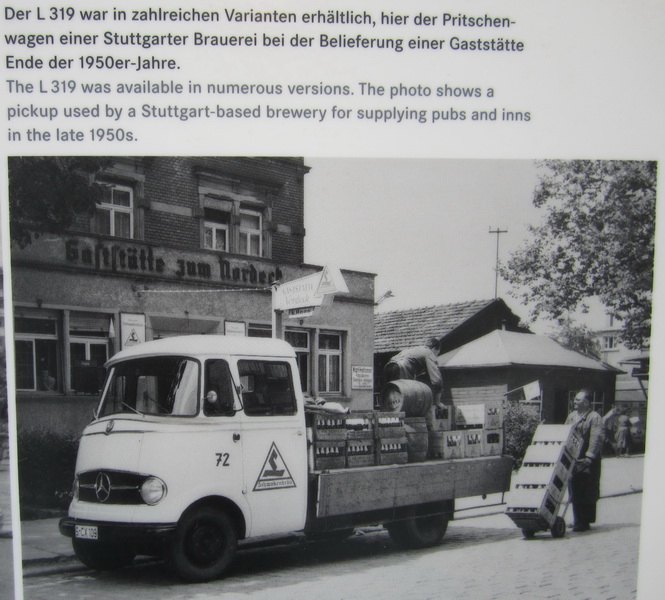 Der L 319 war in zahlreichen Varianten erhältlich, hier der Pritschen-
wagen einer Stuttgarter Brauerei bei der Belieferung einer Gaststätte
Ende der 1950er-Jahre.
The L 319 was available in numerous versions. The photo shows a
pickup used by a Stuttgart-based brewery for supplying pubs and inns
in the late 1950s.
Gaststätte zum Nordeck
72